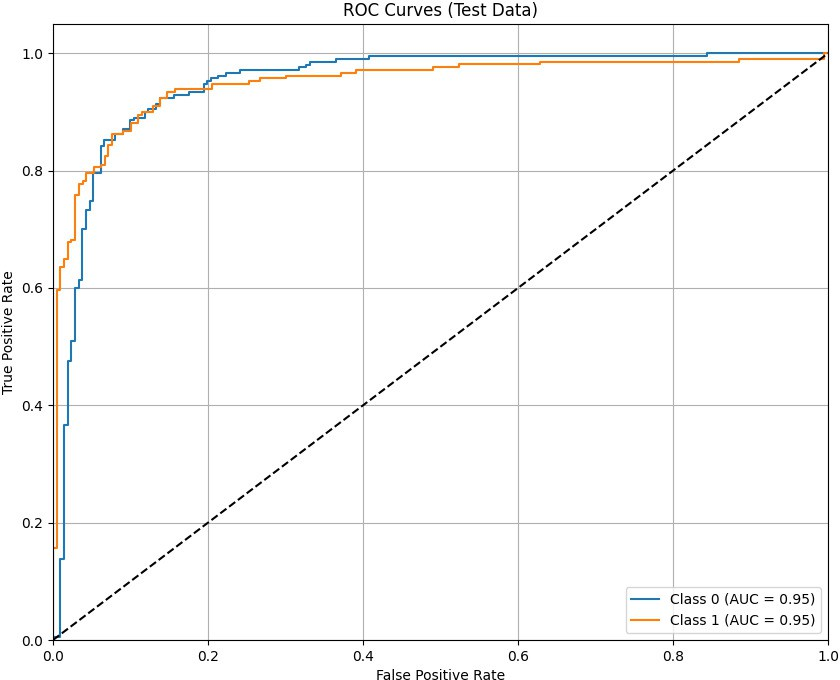 ROC Curves (Test Data)
True Positive Rate
1.0
0.8
0.6
0.4
0.2
0.0
0.0 0.2 0.4 0.6 0.8 1.0
False Positive Rate
Class 0 (AUC = 0.95)
Class 1 (AUC = 0.95)